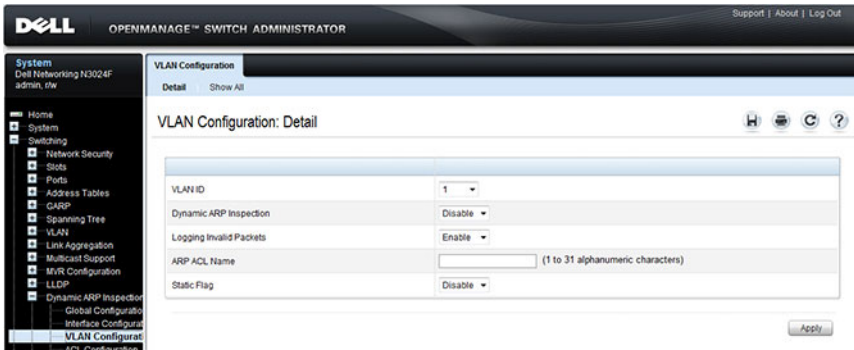 Support | About | Log Out
DELL OPENMANAGE™ SWITCH ADMINISTRATOR
System
Dell Networking N3024F
admin, r/w
Home
System
Switching
Network Security
Slots
Ports
Address Tables
GARP
Spanning Tree
VLAN
Link Aggregation
Multicast Support
MVR Configuration
LLDP
Dynamic ARP Inspection
Global Configuratio
Interface Configurat
VLAN Configurati
ACL Configuration
VLAN Configuration
Detail Show All
VLAN Configuration: Detail
VLAN ID 1
Dynamic ARP Inspection Disable
Logging Invalid Packets Enable
ARP ACL Name (1 to 31 alphanumeric characters)
Static Flag Disable
Apply